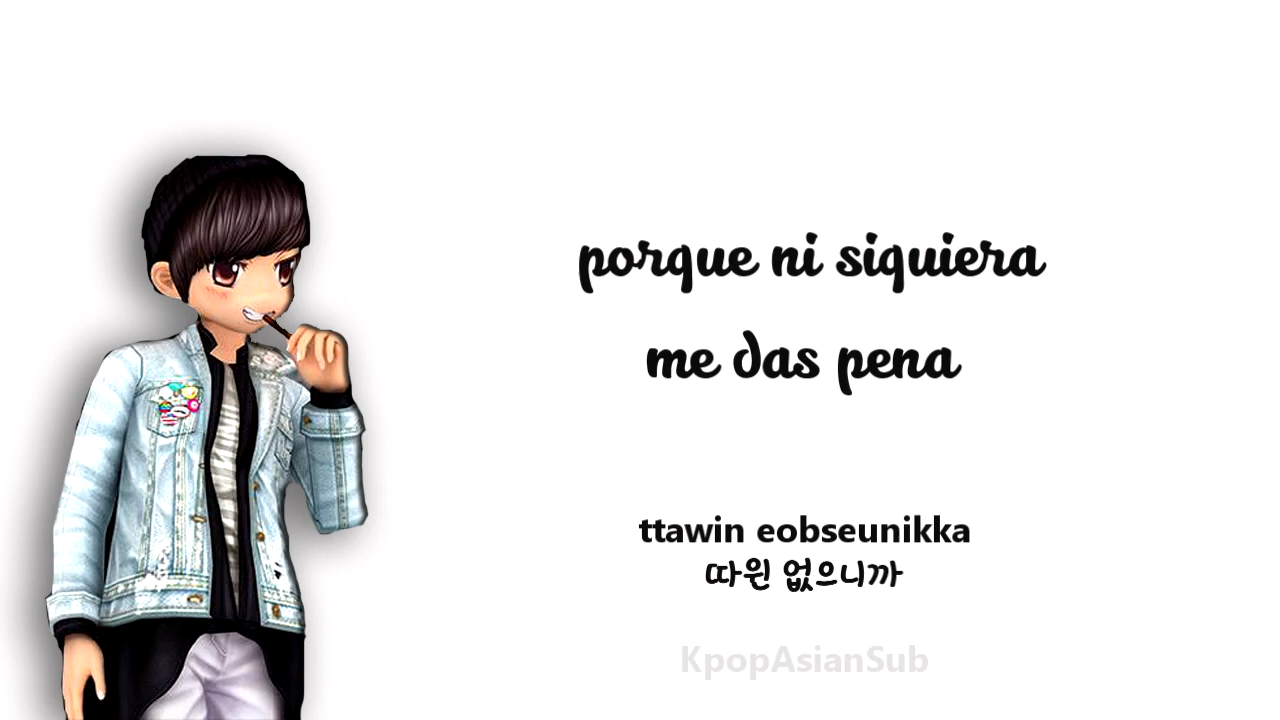 porque ni siquiera
me das pena
ttawin eobseunikka
따윈 없으니까
KpopAsianSub